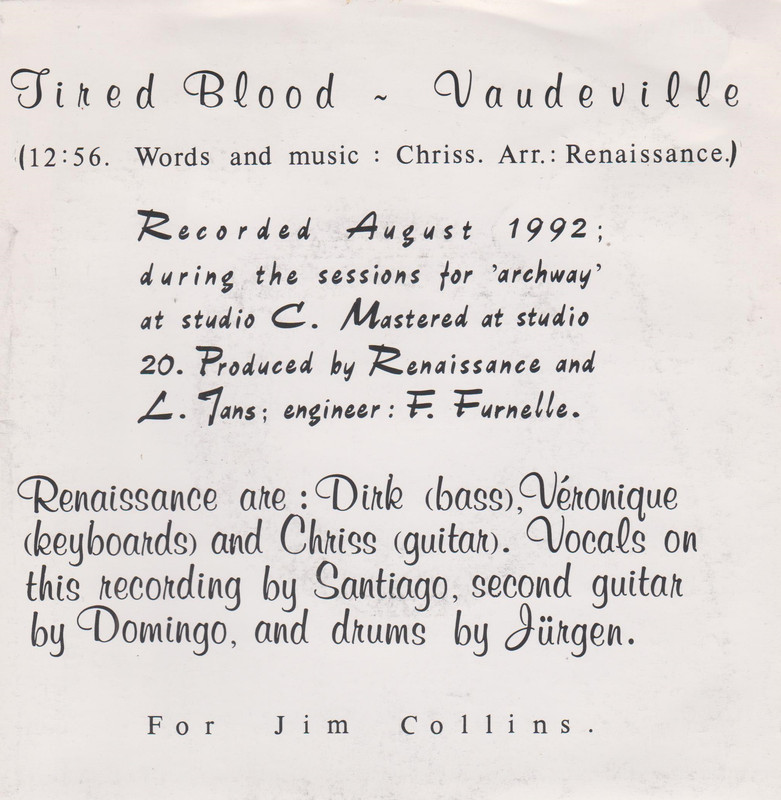 Tired Blood ~ Vaudeville
(12:56. Words and music : Chriss. Arr.: Renaissance.)
Recorded August 1992;
during the sessions for 'archway'
at studio C. Mastered at studio
20. Produced by Renaissance and
L. Jans; engineer: F. Furnelle.
Renaissance are : Dirk (bass), Véronique
(keyboards) and Chriss (guitar). Vocals on
this recording by Santiago, second guitar
by Domingo, and drums by Jürgen.
For Jim Collins.